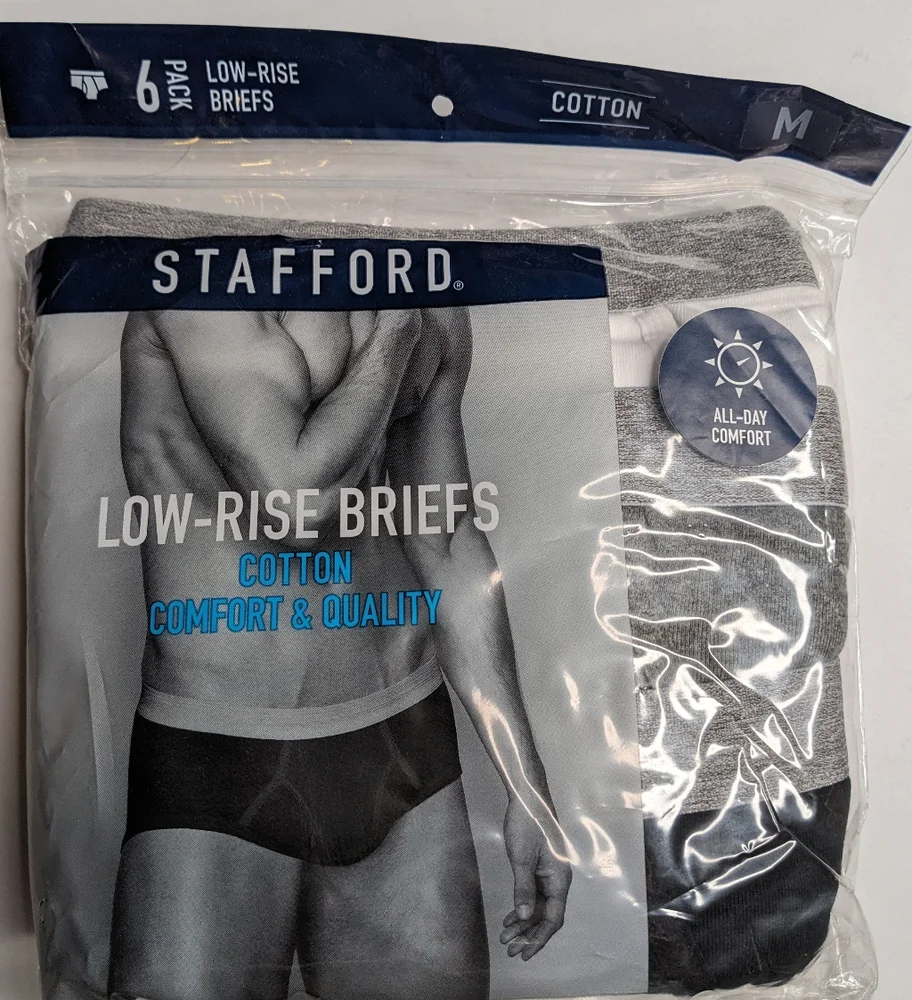 6 PACK LOW-RISE
BRIEFS
COTTON
M
STAFFORD®
ALL-DAY
COMFORT
LOW-RISE BRIEFS
COTTON
COMFORT & QUALITY